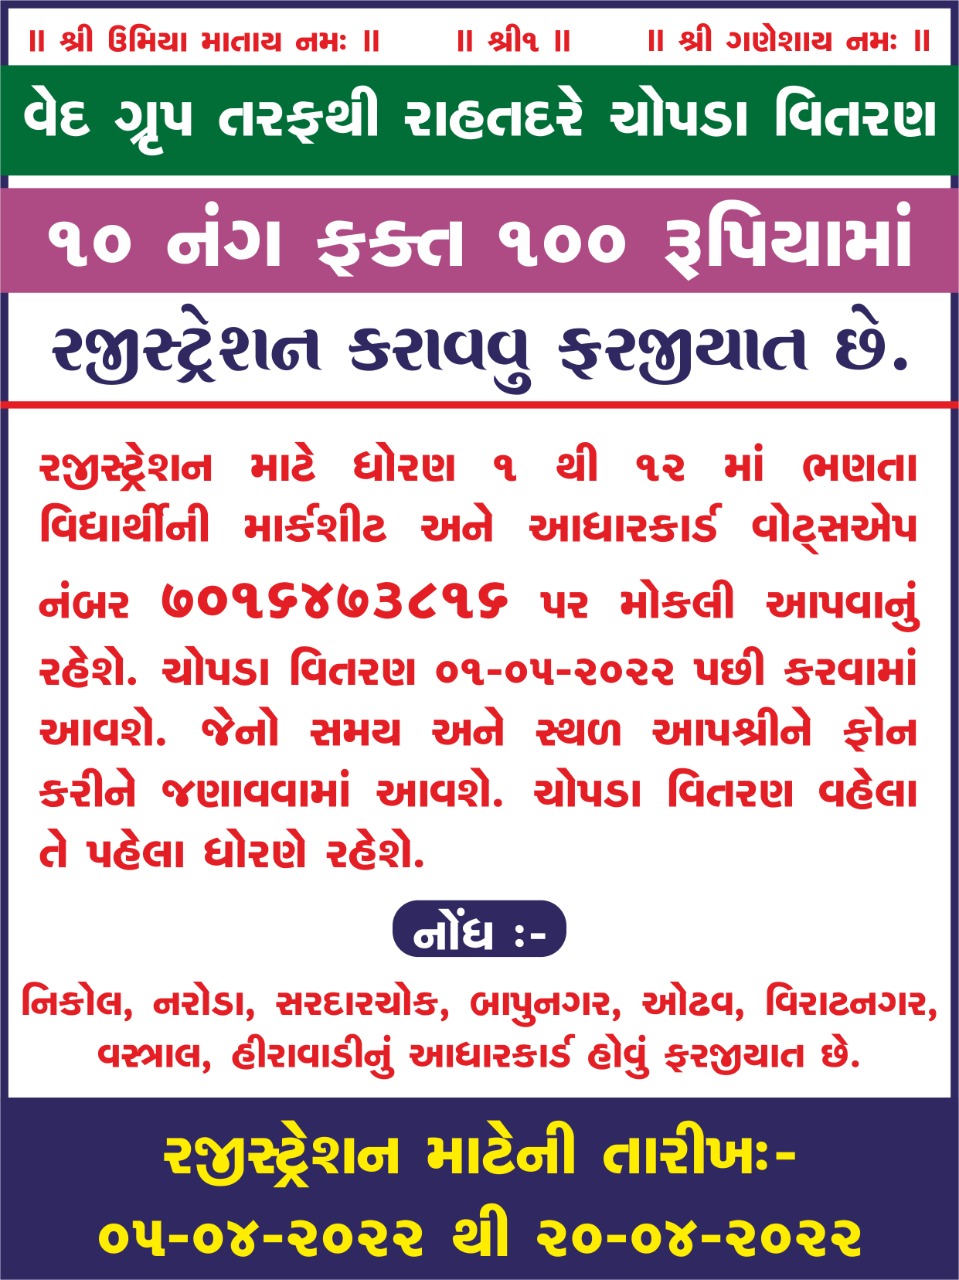 ॥ શ્રી ઉમિયા માતાય નમઃ ॥ ॥ શ્રી૧ ॥ ॥ શ્રી ગણેશાય નમઃ ॥
વેદ ગ્રૃપ તરફથી રાહતદરે ચોપડા વિતરણ
૧૦ નંગ ફક્ત ૧૦૦ રૂપિયામાં
રજીસ્ટ્રેશન કરાવવુ ફરજીયાત છે.
રજીસ્ટ્રેશન માટે ધોરણ ૧ થી ૧૨ માં ભણતા
વિદ્યાર્થીની માર્કશીટ અને આધારકાર્ડ વોટ્સએપ
નંબર ૭૦૧૬૪૭૩૮૧૬ પર મોકલી આપવાનું
રહેશે. ચોપડા વિતરણ ૦૧-૦૫-૨૦૨૨ પછી કરવામાં
આવશે. જેનો સમય અને સ્થળ આપશ્રીને ફોન
કરીને જણાવવામાં આવશે. ચોપડા વિતરણ વહેલા
તે પહેલા ધોરણે રહેશે.
નોંધ :-
નિકોલ, નરોડા, સરદારચોક, બાપુનગર, ઓઢવ, વિરાટનગર,
વસ્ત્રાલ, હીરાવાડીનું આધારકાર્ડ હોવું ફરજીયાત છે.
રજીસ્ટ્રેશન માટેની તારીખઃ-
૦૫-૦૪-૨૦૨૨ થી ૨૦-૦૪-૨૦૨૨